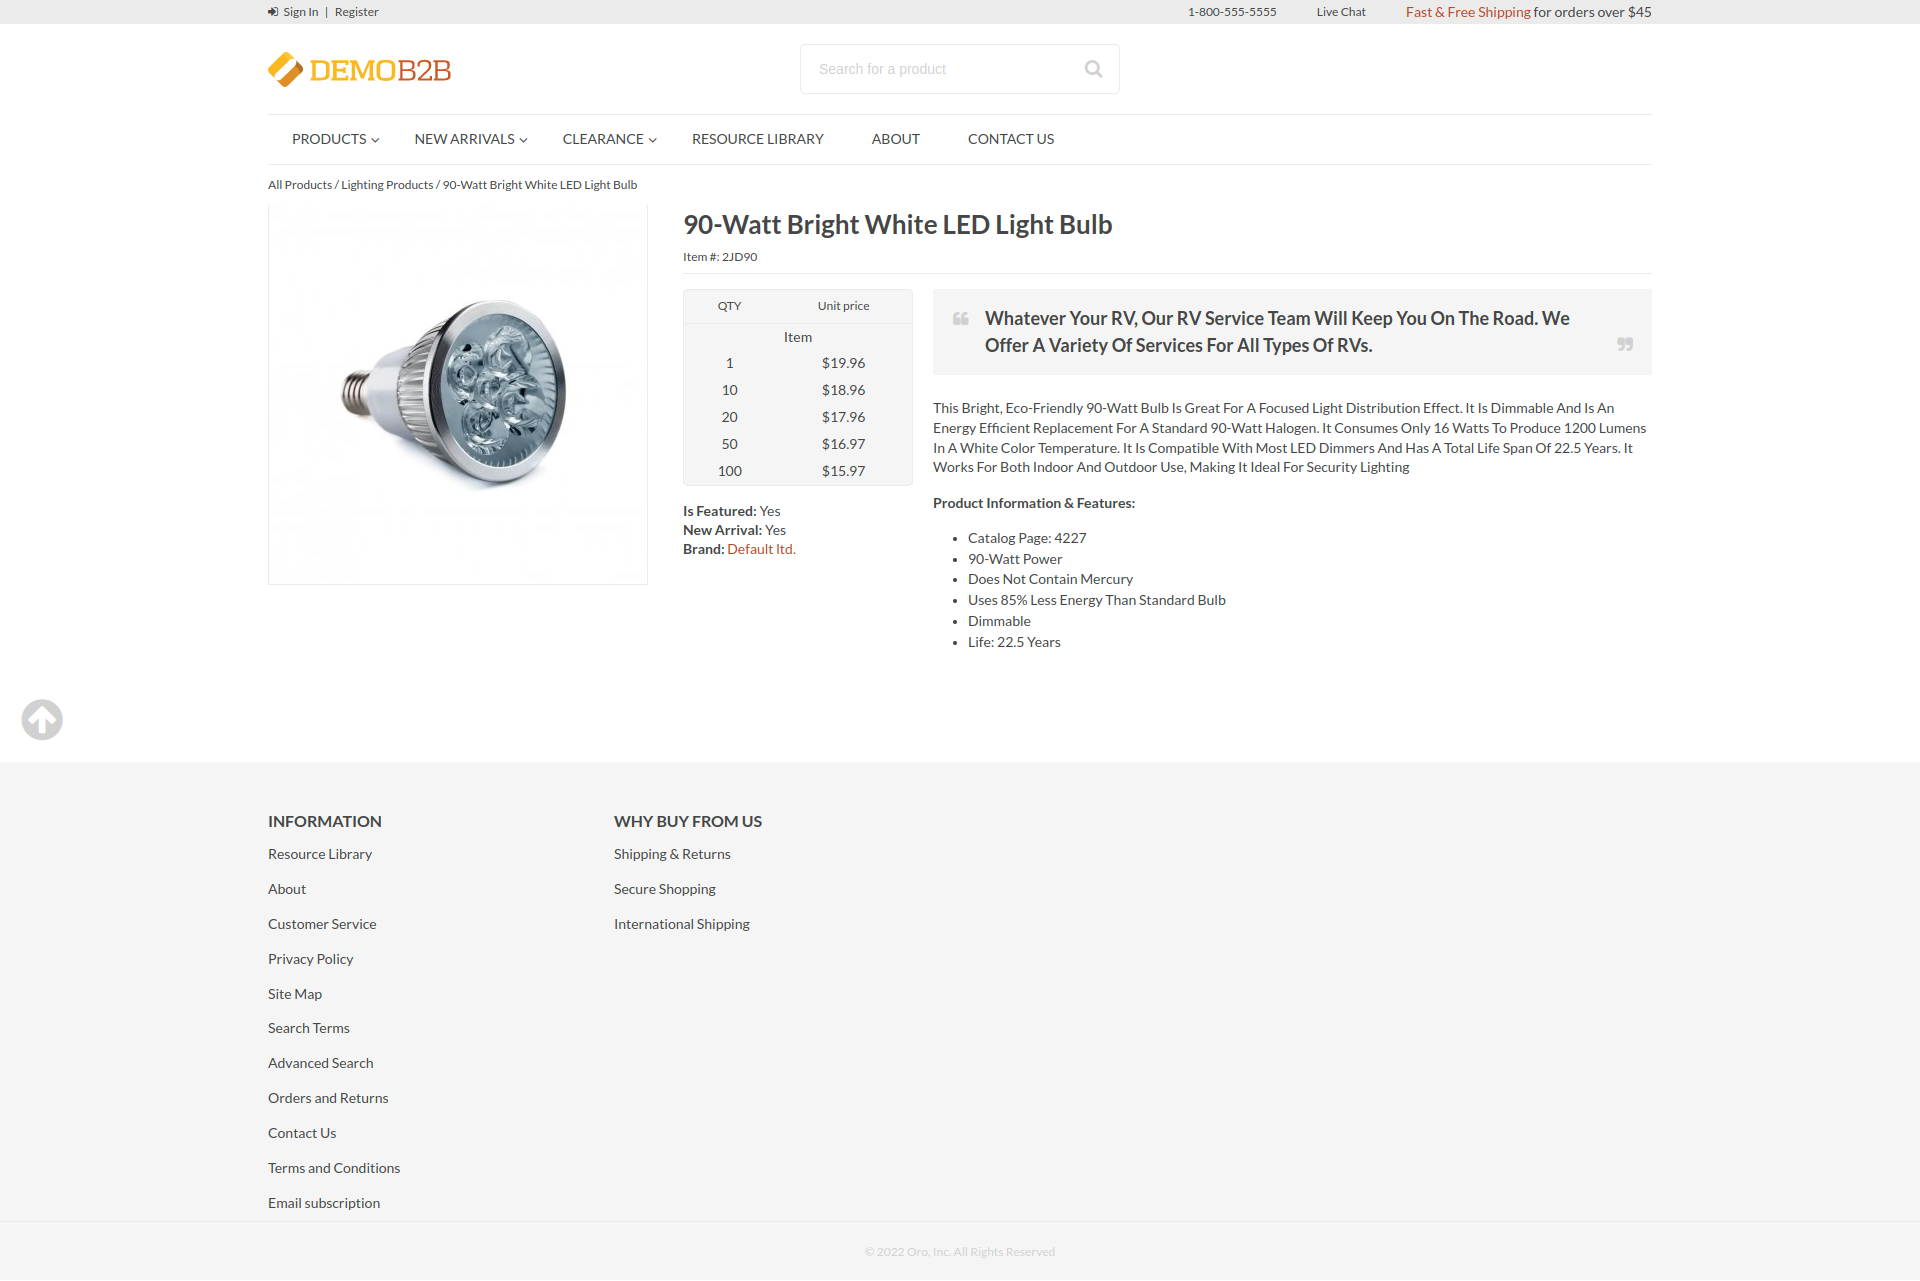 Sign In | Register
1-800-555-5555
Live Chat
Fast & Free Shipping for orders over $45
DEMOB2B
Search for a product
PRODUCTS
NEW ARRIVALS
CLEARANCE
RESOURCE LIBRARY
ABOUT
CONTACT US
All Products / Lighting Products / 90-Watt Bright White LED Light Bulb
90-Watt Bright White LED Light Bulb
Item #: 2JD90
QTY Unit price
Item
1 $19.96
10 $18.96
20 $17.96
50 $16.97
100 $15.97
Is Featured: Yes
New Arrival: Yes
Brand: Default ltd.
Whatever Your RV, Our RV Service Team Will Keep You On The Road. We
Offer A Variety Of Services For All Types Of RVs.
This Bright, Eco-Friendly 90-Watt Bulb Is Great For A Focused Light Distribution Effect. It Is Dimmable And Is An
Energy Efficient Replacement For A Standard 90-Watt Halogen. It Consumes Only 16 Watts To Produce 1200 Lumens
In A White Color Temperature. It Is Compatible With Most LED Dimmers And Has A Total Life Span Of 22.5 Years. It
Works For Both Indoor And Outdoor Use, Making It Ideal For Security Lighting
Product Information & Features:
• Catalog Page: 4227
• 90-Watt Power
• Does Not Contain Mercury
• Uses 85% Less Energy Than Standard Bulb
• Dimmable
• Life: 22.5 Years
INFORMATION
Resource Library
About
Customer Service
Privacy Policy
Site Map
Search Terms
Advanced Search
Orders and Returns
Contact Us
Terms and Conditions
Email subscription
WHY BUY FROM US
Shipping & Returns
Secure Shopping
International Shipping
© 2022 Oro, Inc. All Rights Reserved